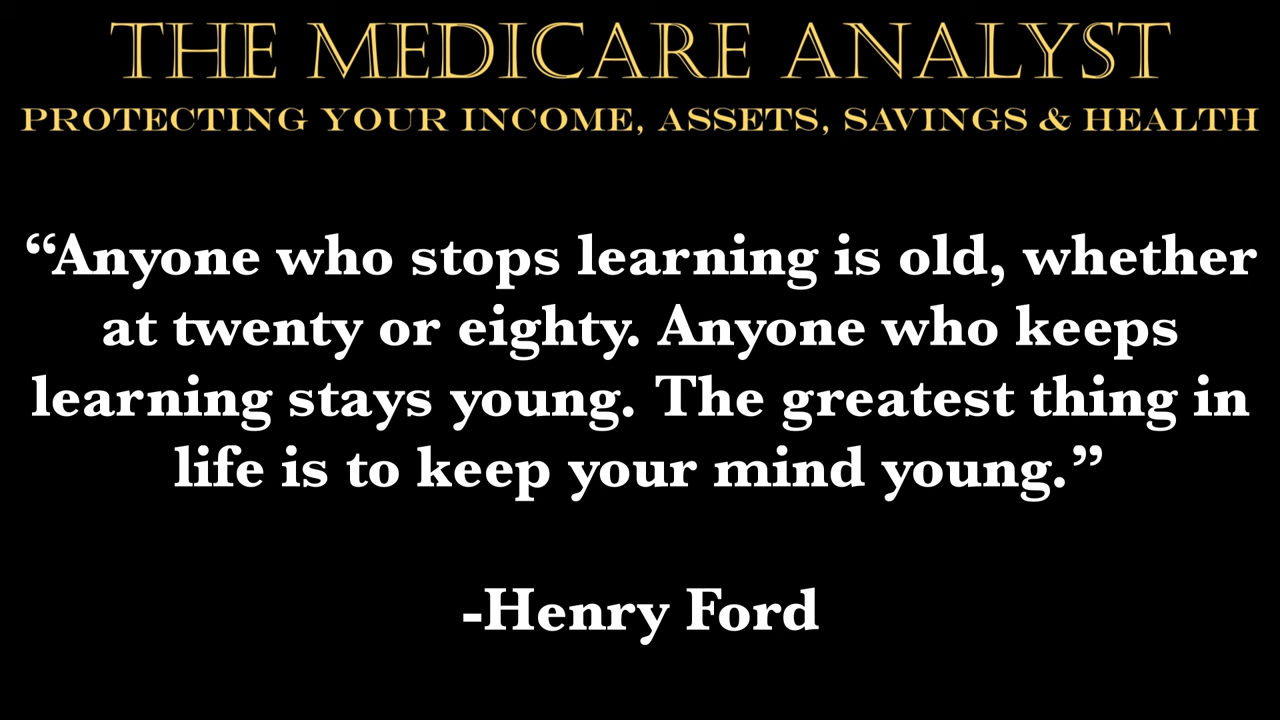 THE MEDICARE ANALYST
PROTECTING YOUR INCOME, ASSETS, SAVINGS & HEALTH
“Anyone who stops learning is old, whether
at twenty or eighty. Anyone who keeps
learning stays young. The greatest thing in
life is to keep your mind young.”
-Henry Ford